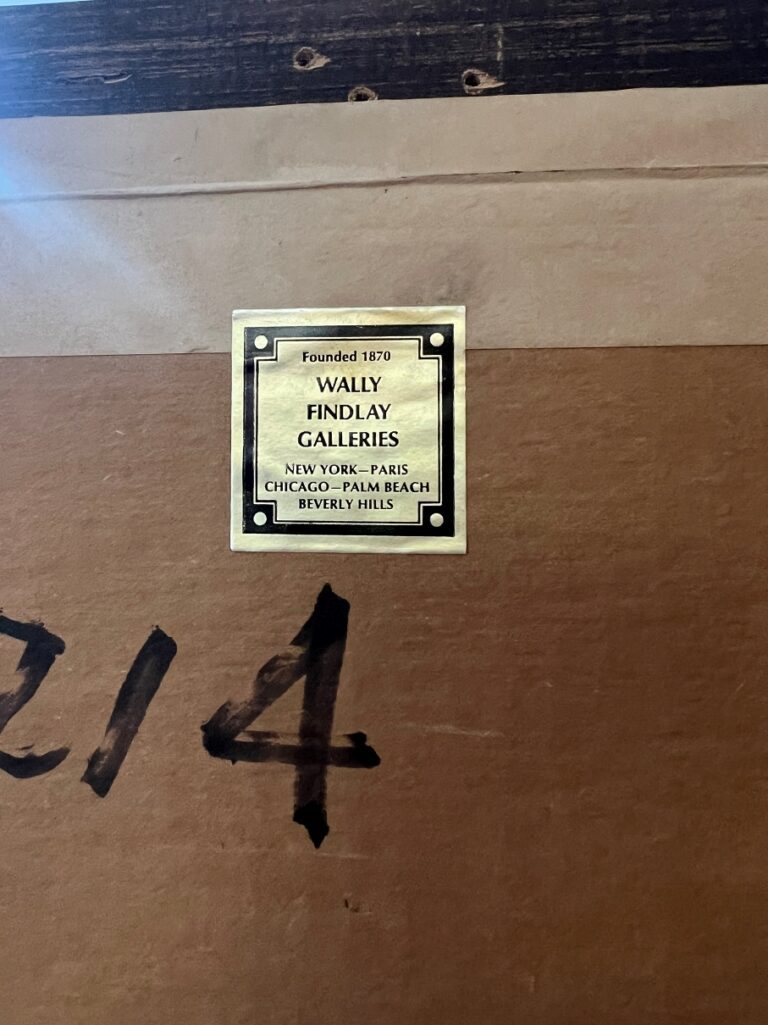 Founded 1870
WALLY
FINDLAY
GALLERIES
NEW YORK—PARIS
CHICAGO—PALM BEACH
BEVERLY HILLS
214